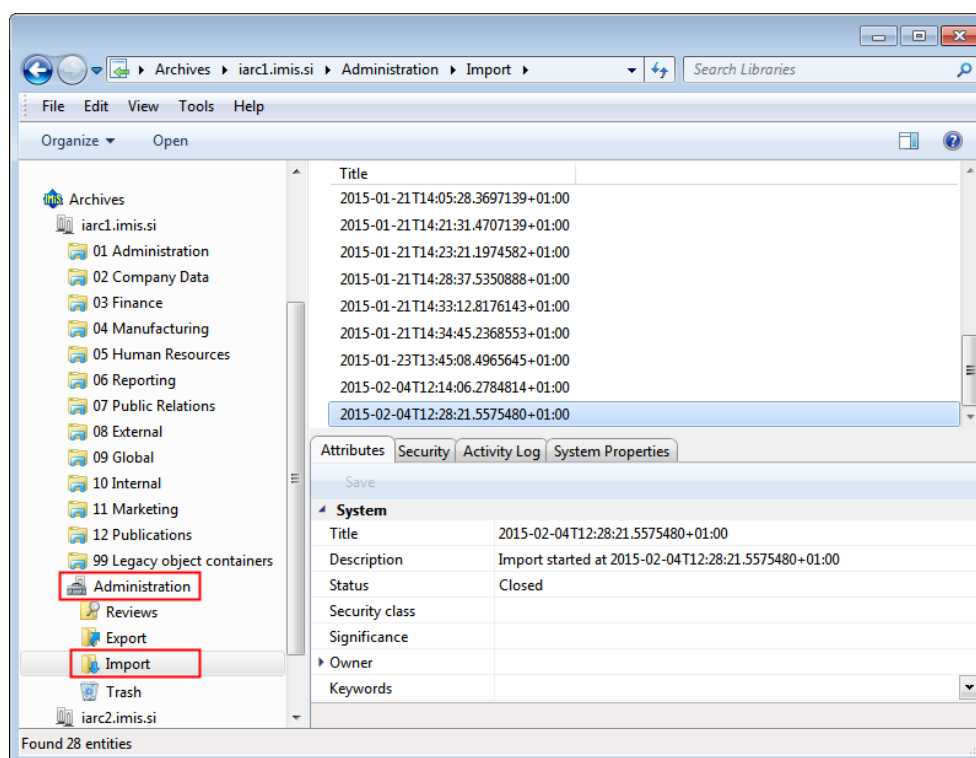 Archives iarc1.imis.si Administration Import Search Libraries
File Edit View Tools Help
Organize Open
Archives
iarc1.imis.si
01 Administration
02 Company Data
03 Finance
04 Manufacturing
05 Human Resources
06 Reporting
07 Public Relations
08 External
09 Global
10 Internal
11 Marketing
12 Publications
99 Legacy object containers
Administration
Reviews
Export
Import
Trash
iarc2.imis.si
Title
2015-01-21T14:05:28.3697139+01:00
2015-01-21T14:21:31.4707139+01:00
2015-01-21T14:23:21.1974582+01:00
2015-01-21T14:28:37.5350888+01:00
2015-01-21T14:33:12.8176143+01:00
2015-01-21T14:34:45.2368553+01:00
2015-01-23T13:45:08.4965645+01:00
2015-02-04T12:14:06.2784814+01:00
2015-02-04T12:28:21.5575480+01:00
Attributes Security Activity Log System Properties
Save
System
Title 2015-02-04T12:28:21.5575480+01:00
Description Import started at 2015-02-04T12:28:21.5575480+01:00
Status Closed
Security class
Significance
Owner
Keywords
Found 28 entities